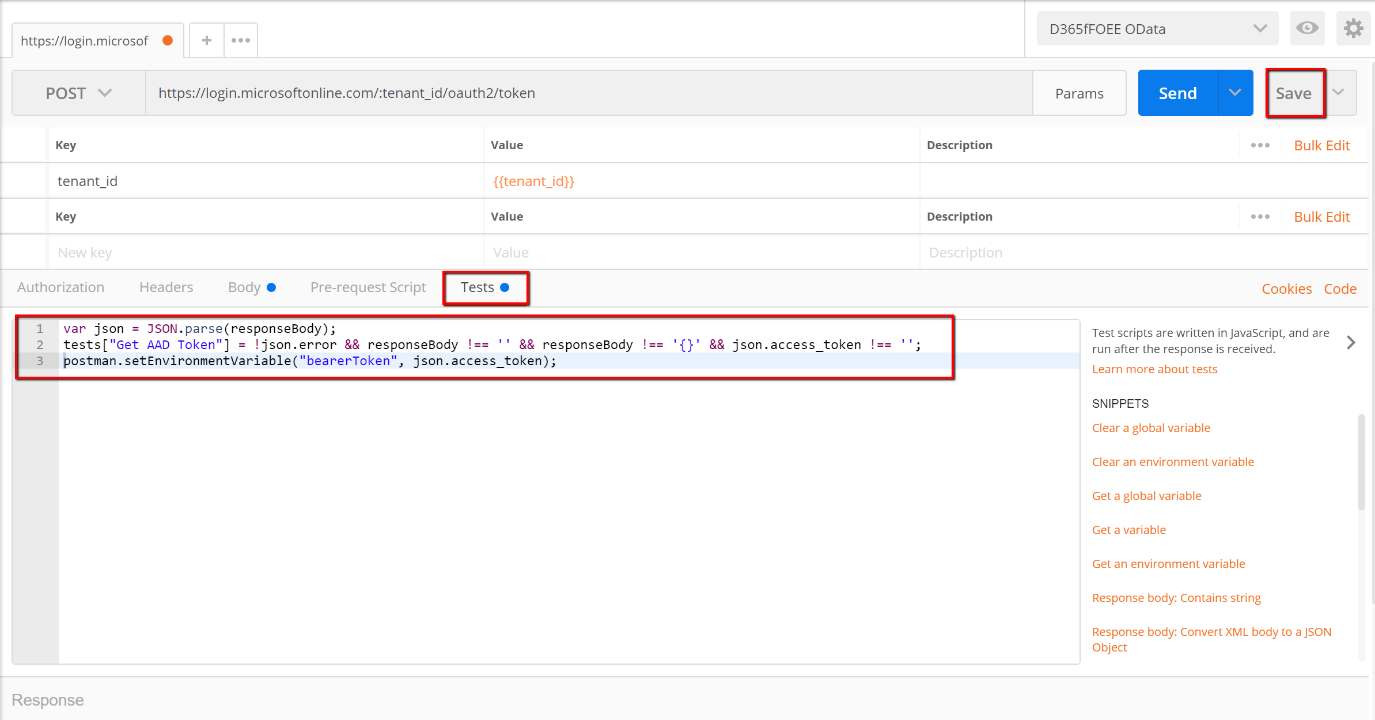 https://login.microsof
+
•••
D365fFOEE OData
POST
https://login.microsoftonline.com/:tenant_id/oauth2/token
Params
Send
Save
Key Value Description ••• Bulk Edit
tenant_id {{tenant_id}}
Key Value Description ••• Bulk Edit
New key Value Description
Authorization Headers Body Pre-request Script Tests Cookies Code
1 var json = JSON.parse(responseBody);
2 tests["Get AAD Token"] = !json.error && responseBody !== '' && responseBody !== '{}' && json.access_token !== '';
3 postman.setEnvironmentVariable("bearerToken", json.access_token);
Test scripts are written in JavaScript, and are
run after the response is received.
Learn more about tests
SNIPPETS
Clear a global variable
Clear an environment variable
Get a global variable
Get a variable
Get an environment variable
Response body: Contains string
Response body: Convert XML body to a JSON
Object
Response